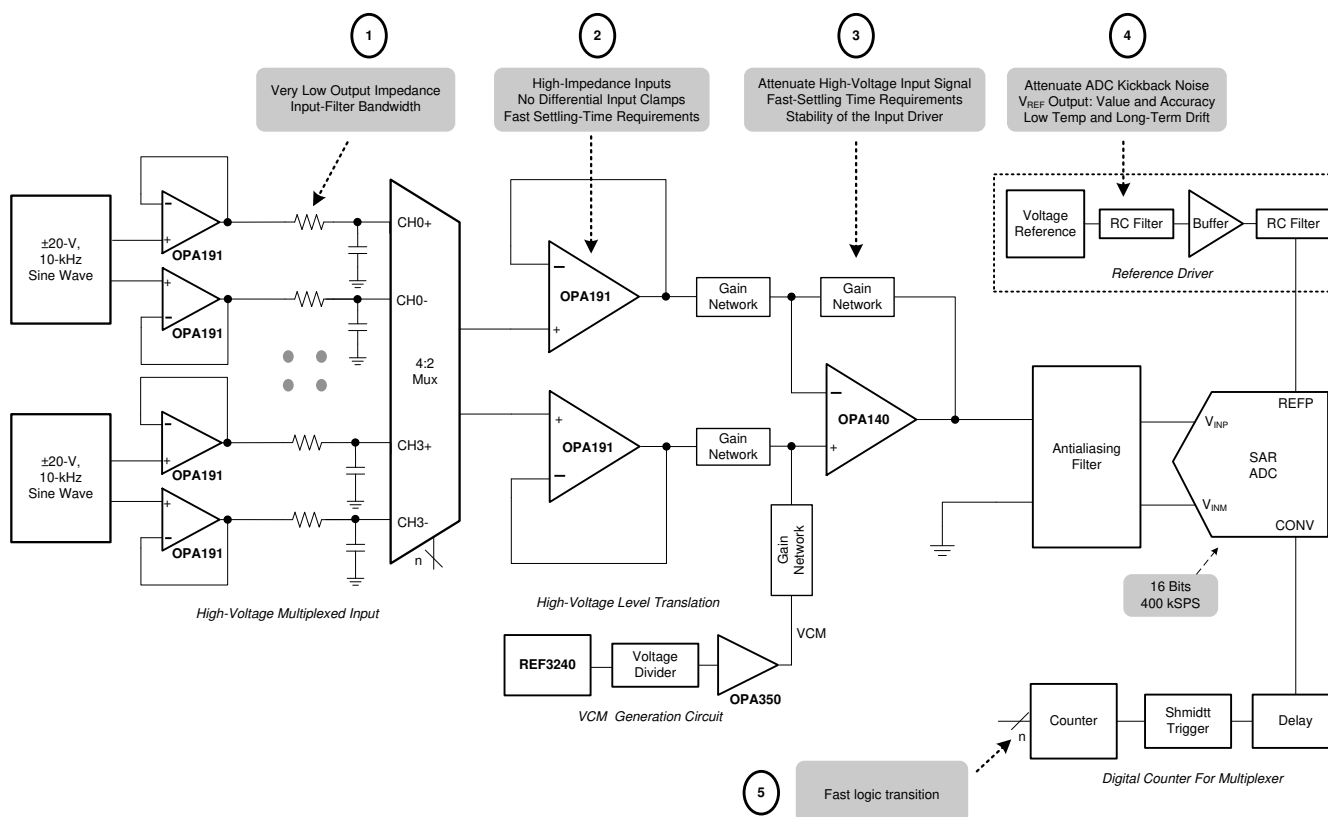 1
2
3
4
Very Low Output Impedance
Input-Filter Bandwidth
High-Impedance Inputs
No Differential Input Clamps
Fast Settling-Time Requirements
Attenuate High-Voltage Input Signal
Fast-Settling Time Requirements
Stability of the Input Driver
Attenuate ADC Kickback Noise
VREF Output: Value and Accuracy
Low Temp and Long-Term Drift
±20-V,
10-kHz
Sine Wave
OPA191
OPA191
CH0+
CH0-
4:2
Mux
±20-V,
10-kHz
Sine Wave
OPA191
OPA191
CH3+
CH3-
n
High-Voltage Multiplexed Input
OPA191
OPA191
High-Voltage Level Translation
Gain
Network
Gain
Network
Gain
Network
Gain
Network
OPA140
VCM
REF3240
Voltage
Divider
OPA350
VCM Generation Circuit
Voltage
Reference
RC Filter
Buffer
RC Filter
Reference Driver
Antialiasing
Filter
VINP
REFP
SAR
ADC
VINM
CONV
16 Bits
400 kSPS
n
Counter
Shmidtt
Trigger
Delay
Digital Counter For Multiplexer
5
Fast logic transition